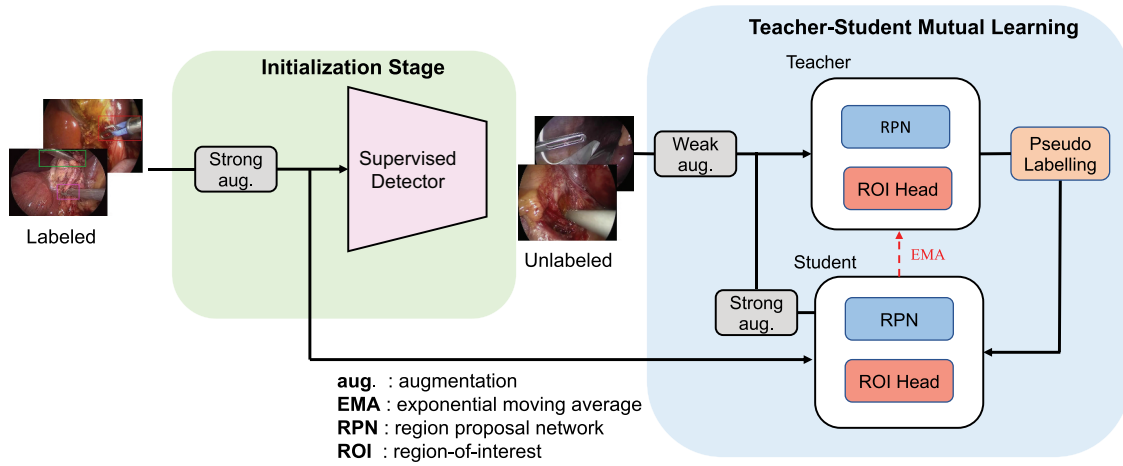 Initialization Stage
Labeled
Strong
aug.
Supervised
Detector
Unlabeled
Teacher-Student Mutual Learning
Weak
aug.
Teacher
RPN
ROI Head
Pseudo
Labelling
EMA
Student
Strong
aug.
RPN
ROI Head
aug. : augmentation
EMA : exponential moving average
RPN : region proposal network
ROI : region-of-interest